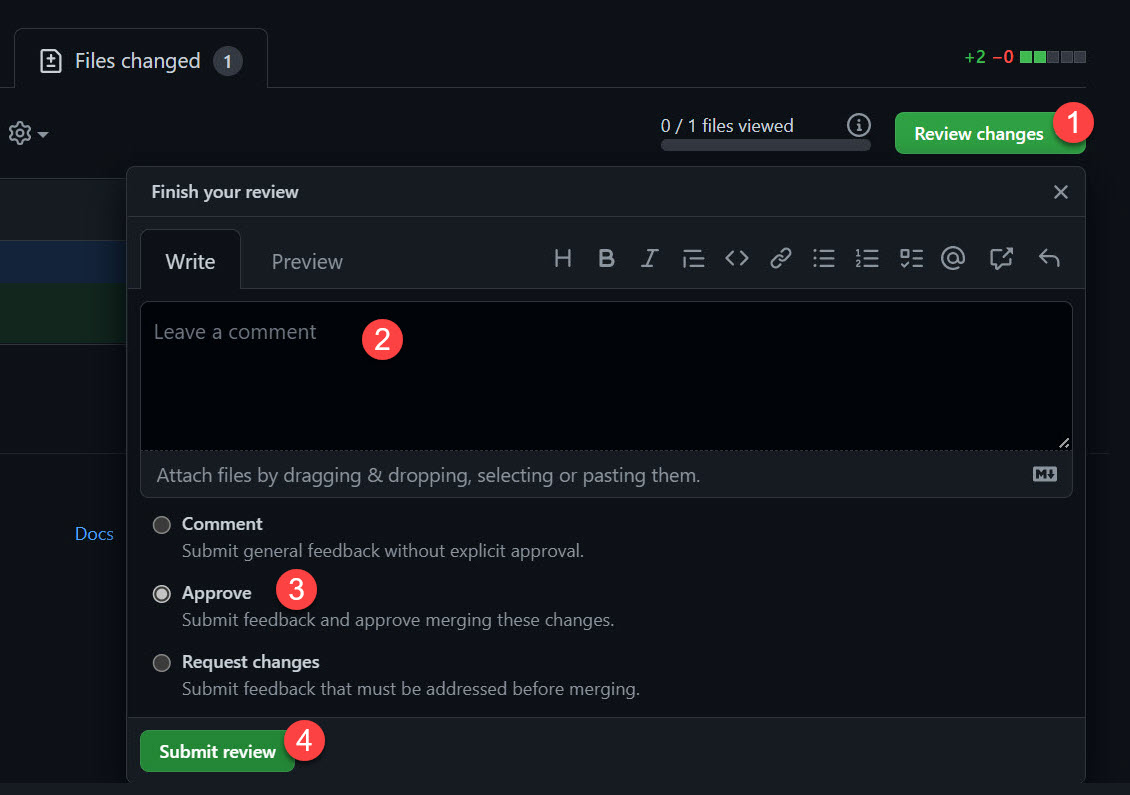 Files changed 1
+2 −0
0 / 1 files viewed
Review changes 1
Finish your review
Write Preview H B I
Leave a comment 2
Attach files by dragging & dropping, selecting or pasting them.
Comment
Submit general feedback without explicit approval.
Docs
Approve 3
Submit feedback and approve merging these changes.
Request changes
Submit feedback that must be addressed before merging.
Submit review 4